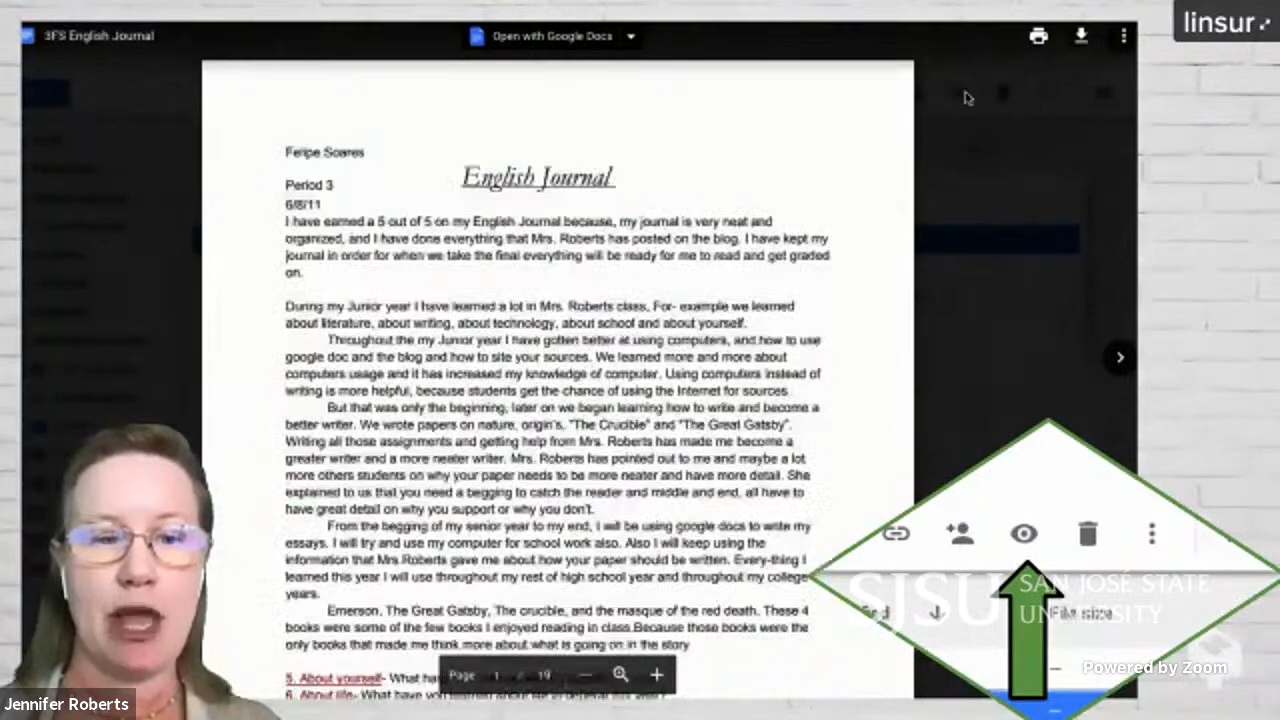 linsur
3FS English Journal
Open with Google Docs
Felipe Soares
English Journal
Period 3
6/8/11
I have earned a 5 out of 5 on my English Journal because, my journal is very neat and
organized, and I have done everything that Mrs. Roberts has posted on the blog. I have kept my
journal in order for when we take the final everything will be ready for me to read and get graded
on.
During my Junior year I have learned a lot in Mrs. Roberts class, For- example we learned
about literature, about writing, about technology, about school and about yourself.
Throughout the my Junior year I have gotten better at using computers, and how to use
google doc and the blog and how to site your sources. We learned more and more about
computers usage and it has increased my knowledge of computer. Using computers instead of
writing is more helpful, because students get the chance of using the Internet for sources
But that was only the beginning, later on we began learning how to write and become a
better writer. We wrote papers on nature, origin's, "The Crucible" and "The Great Gatsby".
Writing all those assignments and getting help from Mrs. Roberts has made me become a
greater writer and a more neater writer. Mrs. Roberts has pointed out to me and maybe a lot
more others students on why your paper needs to be more neater and have more detail. She
explained to us that you need a begging to catch the reader and middle and end, all have to
have great detail on why you support or why you don't.
From the begging of my senior year to my end, I will be using google docs to write my
essays. I will try and use my computer for school work also. Also I will keep using the
information that Mrs.Roberts gave me about how your paper should be written. Every-thing I
learned this year I will use throughout my rest of high school year and throughout my college
years.
Emerson, The Great Gatsby, The crucible, and the masque of the red death. These 4
books were some of the few books I enjoyed reading in class.Because those books were the
only books that made me think more about what is going on in the story
5. About yourself- What
6. About life- What have you
Page 1 / 19
SJSU SAN JOSÉ STATE
UNIVERSITY
File size
Powered by Zoom
Jennifer Roberts